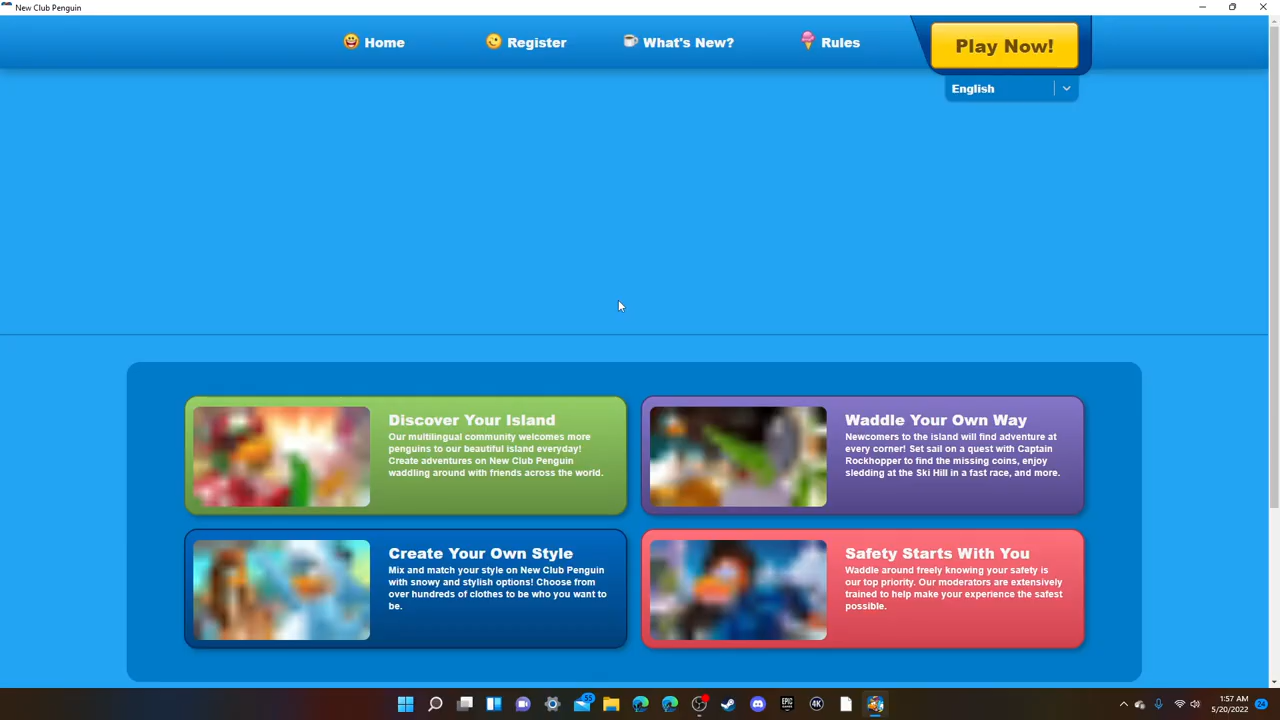 New Club Penguin
Home
Register
What's New?
Rules
Play Now!
English
Discover Your Island
Our multilingual community welcomes more
penguins to our beautiful island everyday!
Create adventures on New Club Penguin
waddling around with friends across the world.
Waddle Your Own Way
Newcomers to the island will find adventure at
every corner! Set sail on a quest with Captain
Rockhopper to find the missing coins, enjoy
sledding at the Ski Hill in a fast race, and more.
Create Your Own Style
Mix and match your style on New Club Penguin
with snowy and stylish options! Choose from
over hundreds of clothes to be who you want to
be.
Safety Starts With You
Waddle around freely knowing your safety is
our top priority. Our moderators are extensively
trained to help make your experience the safest
possible.
55
EPIC
GAMES
4K
1:57 AM
5/20/2022
24